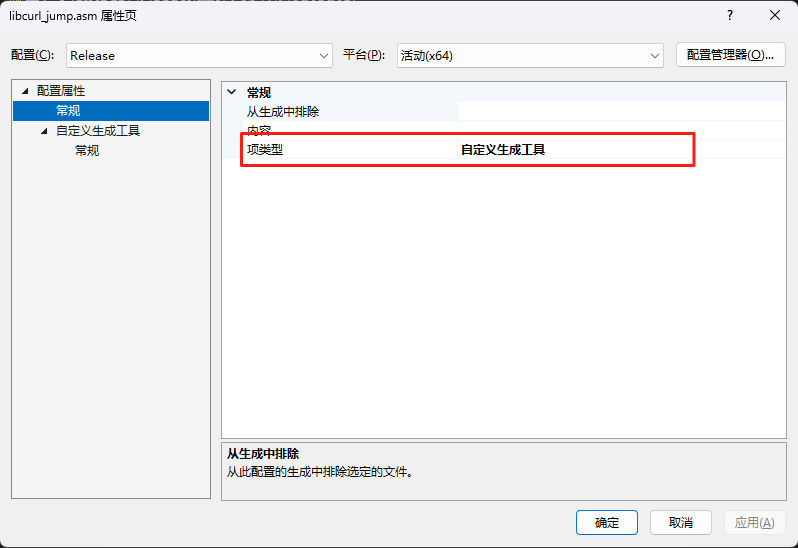 libcurl_jump.asm 属性页
配置(C): Release 平台(P): 活动(x64) 配置管理器(O)...
配置属性
常规
自定义生成工具
常规
常规
从生成中排除
内容
项类型 自定义生成工具
从生成中排除
从此配置的生成中排除选定的文件。
确定 取消 应用(A)